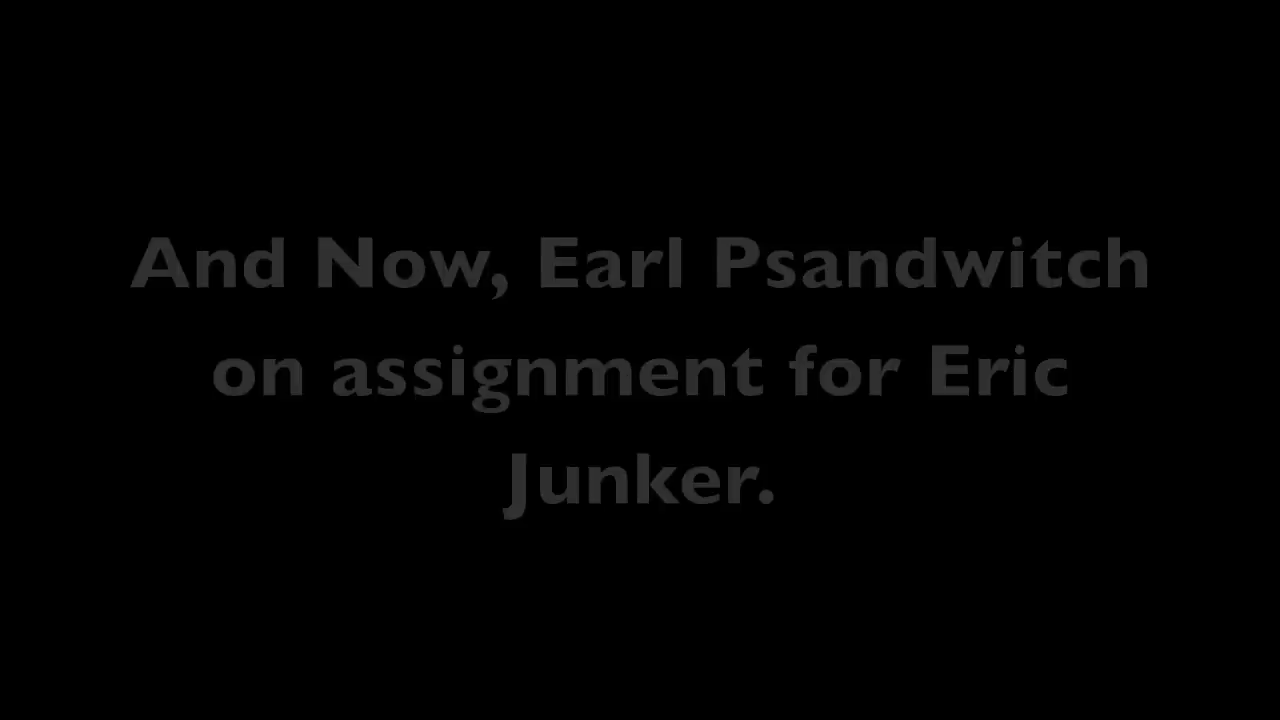 And Now, Earl Psandwitch
on assignment for Eric
Junker.